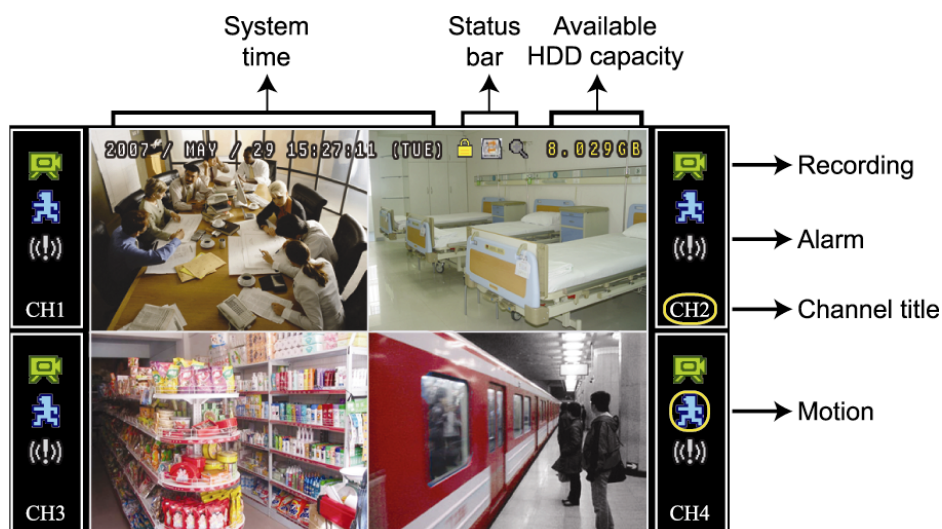 System
time
Status
bar
Available
HDD capacity
2007 / MAY / 29 15:27:11 (TUE) 8.029GB
Recording
Alarm
CH1
CH2
Channel title
Motion
CH3
CH4